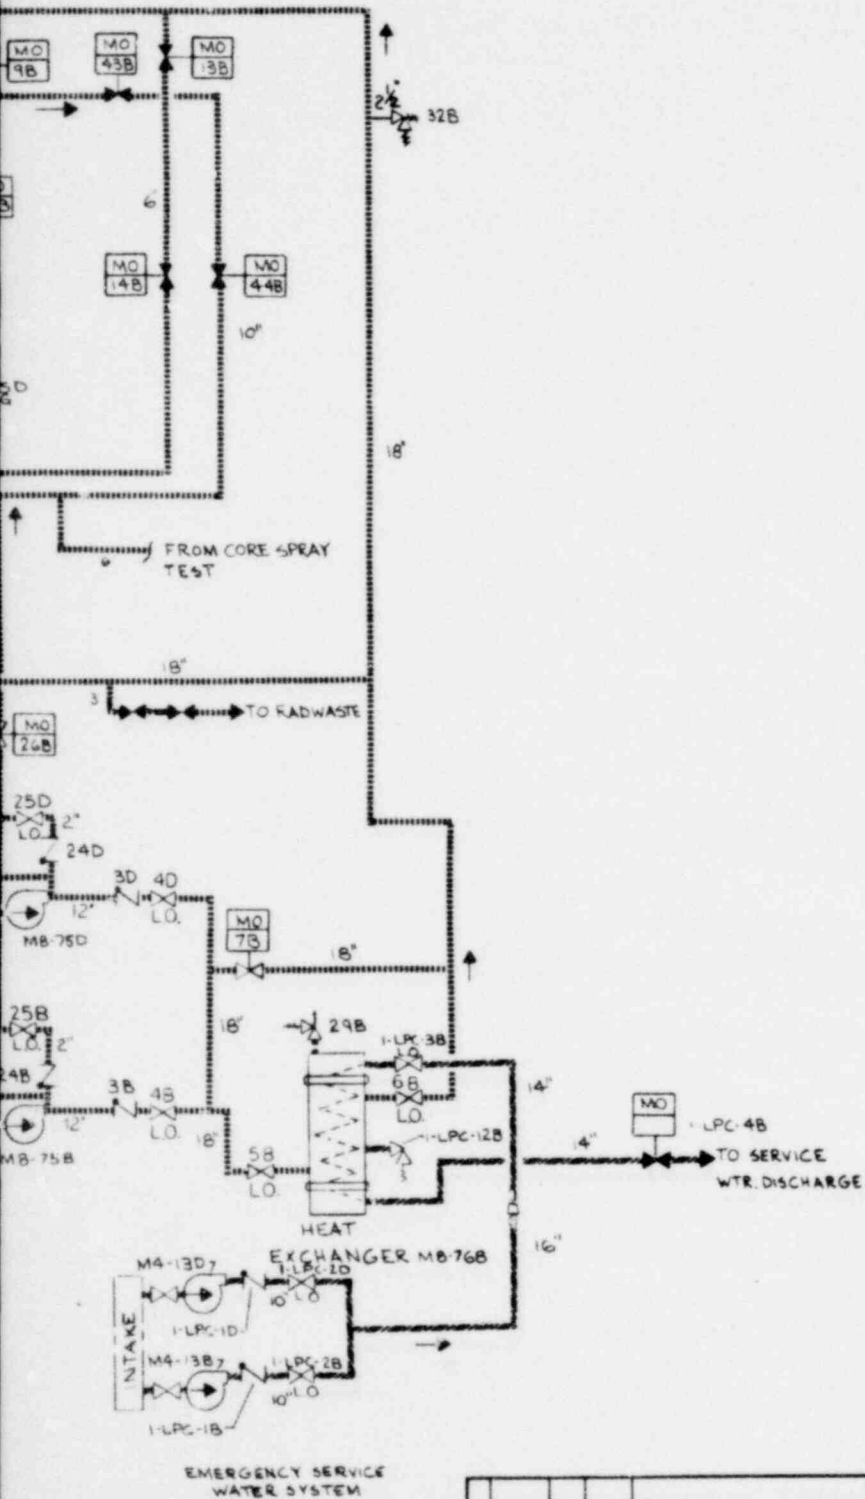 MO
9B
MO
43B
MO
13B
2½"
32B
6
MO
14B
MO
44B
10"
18"
FROM CORE SPRAY
TEST
6
18"
3
TO RADWASTE
MO
26B
25D
L.O.
2"
24D
3D
4D
12"
L.O.
M8-75D
MO
7B
18"
25B
L.O.
2"
18"
29B
1-LPC-3B
L.O.
24B
3B
4B
6B
L.O.
14"
12"
L.O.
18"
MO
1-LPC-4B
M8-75B
5B
L.O.
1-LPC-12B
14"
TO SERVICE
WTR. DISCHARGE
HEAT
EXCHANGER M8-76B
16"
M4-13D
1-LPC-2D
10"
L.O.
1-LPC-1D
INTAKE
M4-13B
1-LPC-2B
10"
L.O.
1-LPC-1B
EMERGENCY SERVICE
WATER SYSTEM